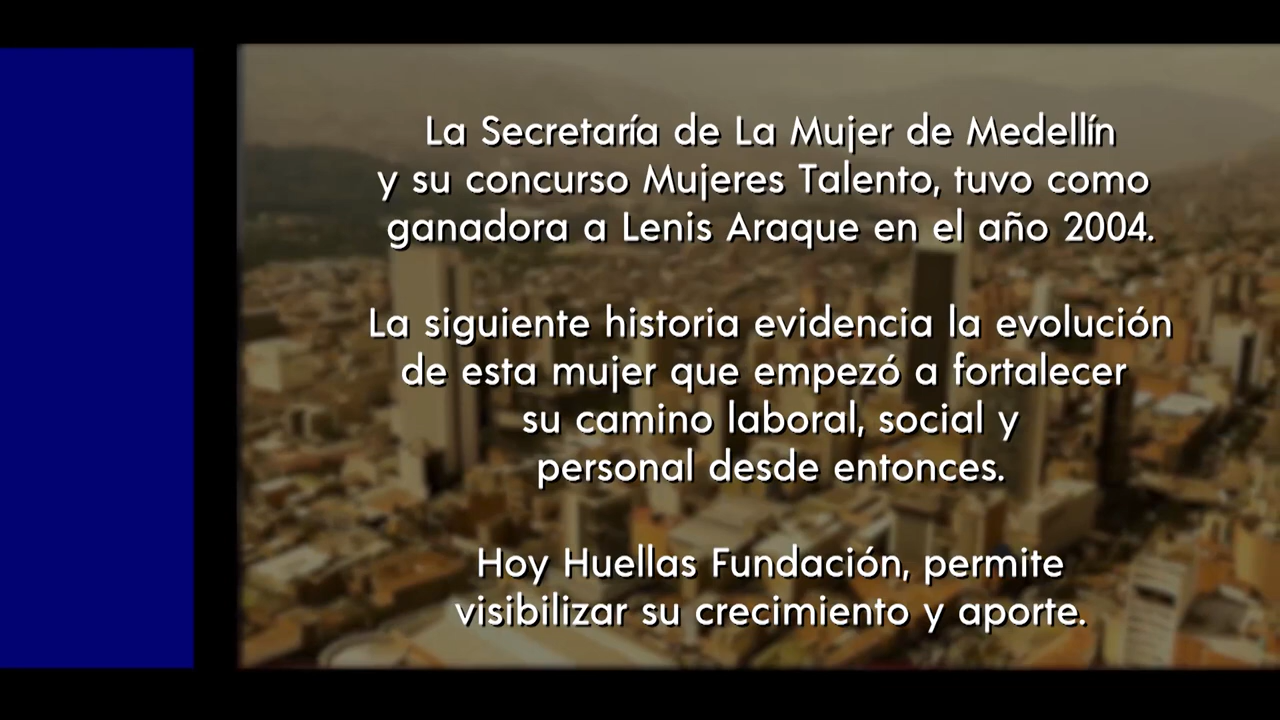 La Secretaría de La Mujer de Medellín
y su concurso Mujeres Talento, tuvo como
ganadora a Lenis Araque en el año 2004.
La siguiente historia evidencia la evolución
de esta mujer que empezó a fortalecer
su camino laboral, social y
personal desde entonces.
Hoy Huellas Fundación, permite
visibilizar su crecimiento y aporte.